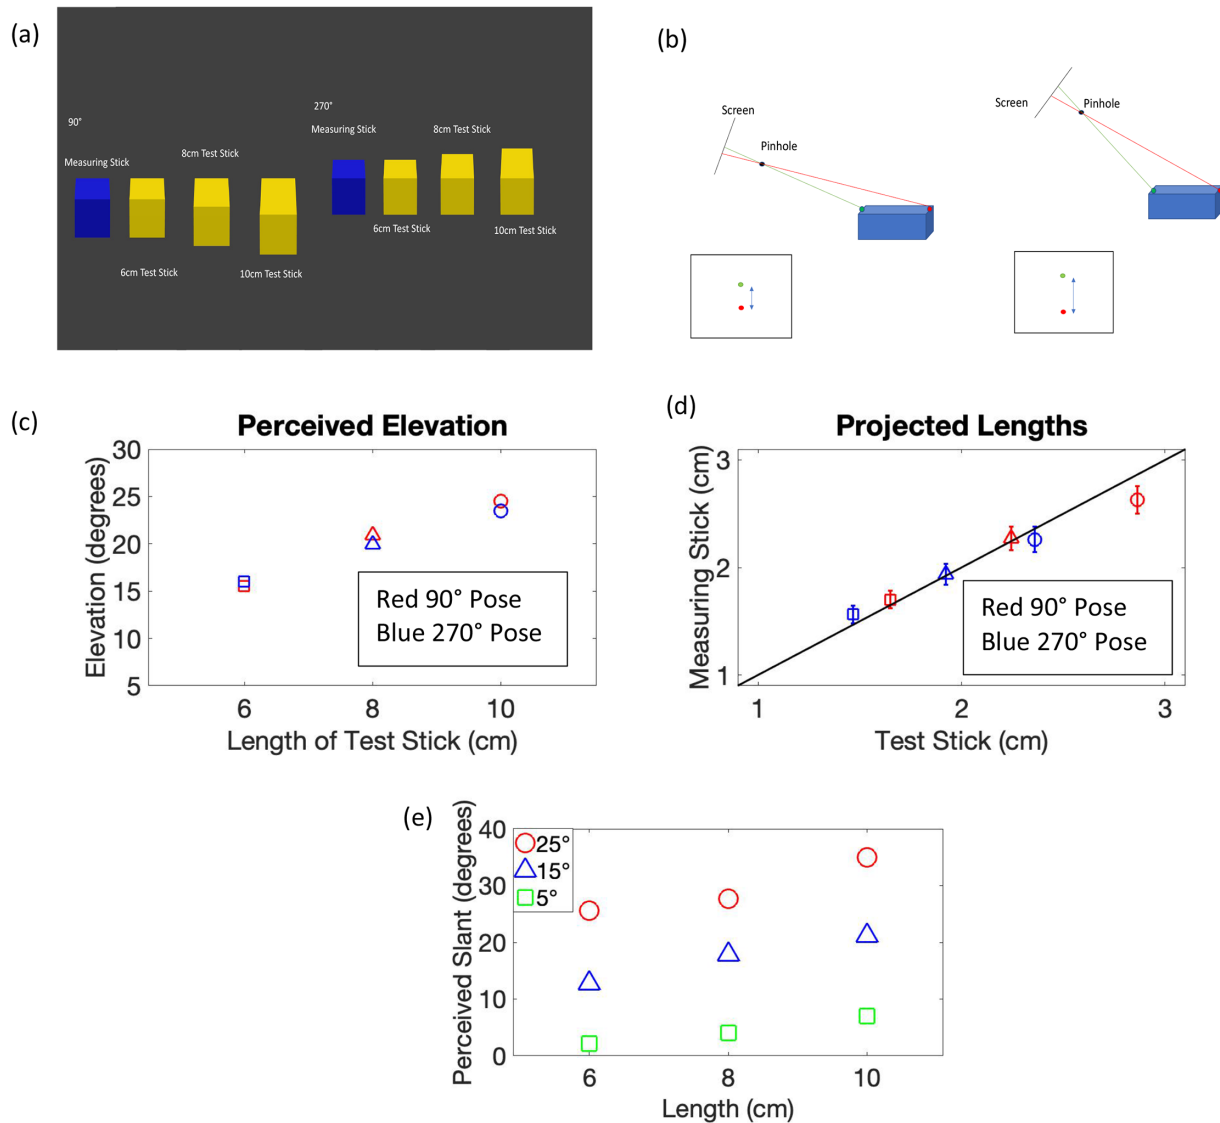 (a)
90°
Measuring Stick
8cm Test Stick
6cm Test Stick
10cm Test Stick
270°
Measuring Stick
8cm Test Stick
6cm Test Stick
10cm Test Stick
(b)
Screen
Pinhole
Screen
Pinhole
(c)
Perceived Elevation
Elevation (degrees)
30
25
20
15
10
5
6
8
10
Length of Test Stick (cm)
Red 90° Pose
Blue 270° Pose
(d)
Projected Lengths
Measuring Stick (cm)
3
2
1
1
2
3
Test Stick (cm)
Red 90° Pose
Blue 270° Pose
(e)
Perceived Slant (degrees)
40
30
20
10
0
25°
15°
5°
6
8
10
Length (cm)